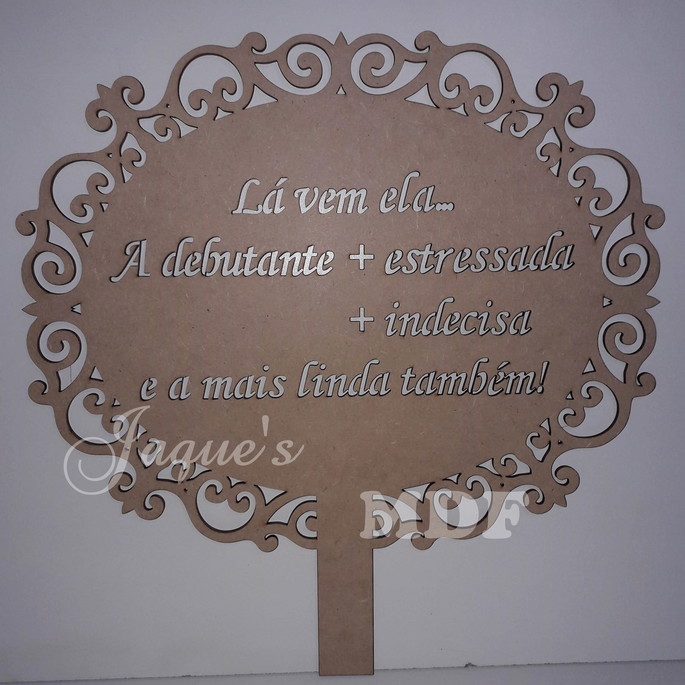 Lá vem ela...
A debutante + estressada
+ indecisa
e a mais linda também!
Jaque's
MDF